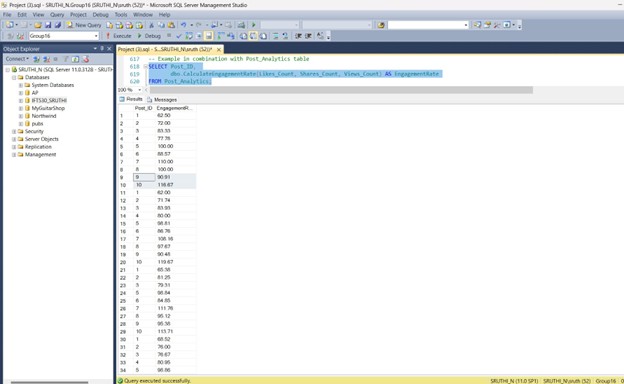 Project (3).sql - SRUTHI_N.Group16 (SRUTHI_N\sruth (52))* - Microsoft SQL Server Management Studio
File Edit View Query Project Debug Tools Window Help
New Query
Group16 Execute Debug
Object Explorer
Connect
SRUTHI_N (SQL Server 11.0.3128 - SRUTHI_N
Databases
System Databases
AP
IFT530_SRUTHI
MyGuitarShop
Northwind
pubs
Security
Server Objects
Replication
Management
Project (3).sql - S...SRUTHI_N\sruth (52))*
617 -- Example in combination with Post_Analytics table
618 SELECT Post_ID,
619 dbo.CalculateEngagementRate(Likes_Count, Shares_Count, Views_Count) AS EngagementRate
620 FROM Post_Analytics;
100 %
Results Messages
Post_ID EngagementR...
1 1 62.50
2 2 72.00
3 3 83.33
4 4 77.78
5 5 100.00
6 6 88.57
7 7 110.00
8 8 100.00
9 9 90.91
10 10 116.67
11 1 62.00
12 2 71.74
13 3 83.93
14 4 80.00
15 5 98.81
16 6 86.76
17 7 108.16
18 8 97.67
19 9 90.48
20 10 119.67
21 1 65.38
22 2 81.25
23 3 79.31
24 4 96.84
25 5
26 6 84.85
27 7 111.76
28 8 95.12
29 9 95.56
30 10 113.71
31 1 68.52
32 2 76.00
33 3 76.67
34 4 80.95
35 5 98.86
Query executed successfully.
SRUTHI_N (11.0 SP1) SRUTHI_N\sruth (52) Group16